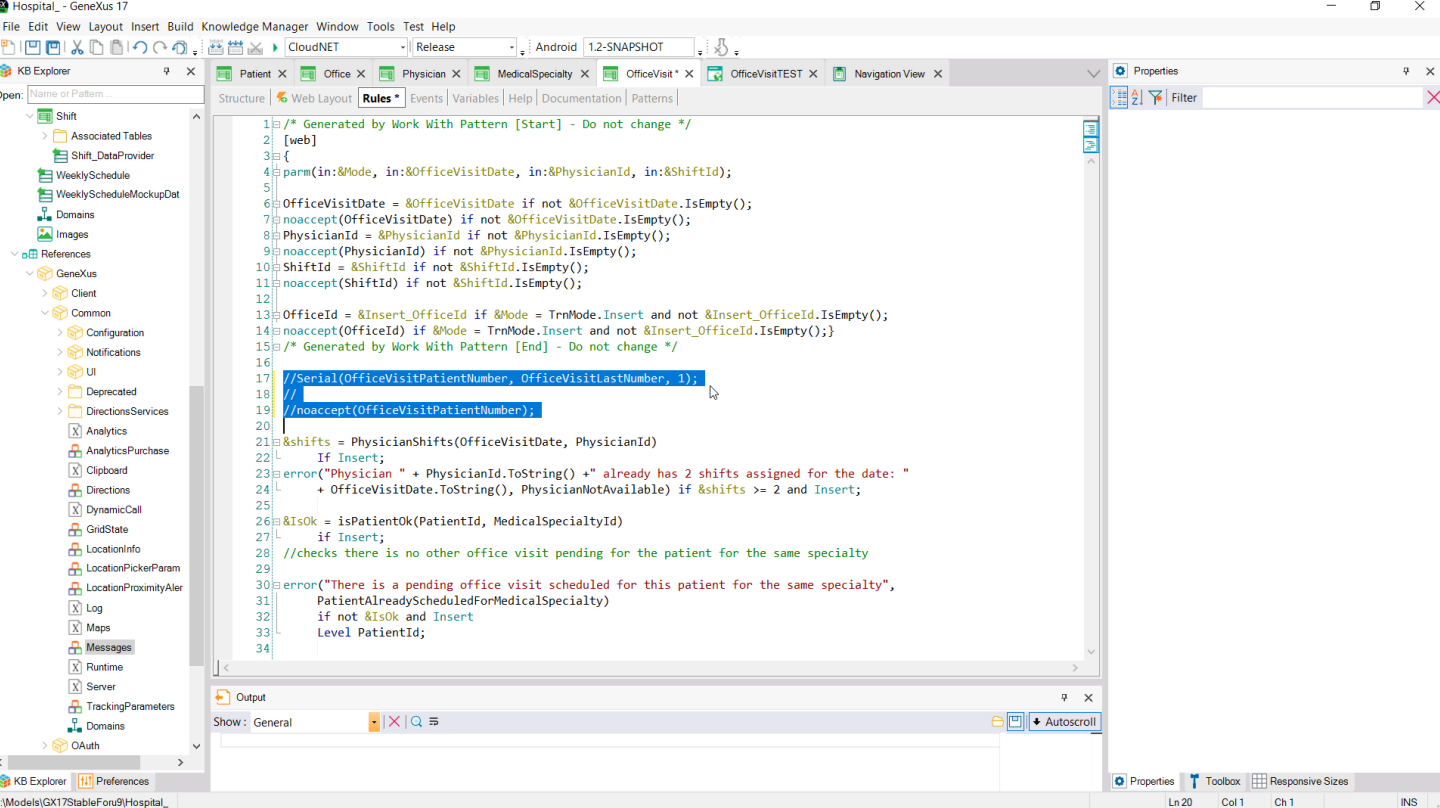 Hospital_ - GeneXus 17
File Edit View Layout Insert Build Knowledge Manager Window Tools Test Help
CloudNET Release Android 1.2-SNAPSHOT
KB Explorer
Open: Name or Pattern ...
Shift
Associated Tables
Shift_DataProvider
WeeklySchedule
WeeklyScheduleMockupDat
Domains
Images
References
GeneXus
Client
Common
Configuration
Notifications
UI
Deprecated
DirectionsServices
Analytics
AnalyticsPurchase
Clipboard
Directions
DynamicCall
GridState
LocationInfo
LocationPickerParam
LocationProximityAler
Log
Maps
Messages
Runtime
Server
TrackingParameters
Domains
OAuth
KB Explorer Preferences
Patient Office Physician MedicalSpecialty OfficeVisit * OfficeVisitTEST Navigation View
Structure Web Layout Rules * Events Variables Help Documentation Patterns
1 /* Generated by Work With Pattern [Start] - Do not change */
2 [web]
3 {
4 parm(in:&Mode, in:&OfficeVisitDate, in:&PhysicianId, in:&ShiftId);
5
6 OfficeVisitDate = &OfficeVisitDate if not &OfficeVisitDate.IsEmpty();
7 noaccept(OfficeVisitDate) if not &OfficeVisitDate.IsEmpty();
8 PhysicianId = &PhysicianId if not &PhysicianId.IsEmpty();
9 noaccept(PhysicianId) if not &PhysicianId.IsEmpty();
10 ShiftId = &ShiftId if not &ShiftId.IsEmpty();
11 noaccept(ShiftId) if not &ShiftId.IsEmpty();
12
13 OfficeId = &Insert_OfficeId if &Mode = TrnMode.Insert and not &Insert_OfficeId.IsEmpty();
14 noaccept(OfficeId) if &Mode = TrnMode.Insert and not &Insert_OfficeId.IsEmpty();}
15 /* Generated by Work With Pattern [End] - Do not change */
16
17 //Serial(OfficeVisitPatientNumber, OfficeVisitLastNumber, 1);
18 //
19 //noaccept(OfficeVisitPatientNumber);
20
21 &shifts = PhysicianShifts(OfficeVisitDate, PhysicianId)
22 If Insert;
23 error("Physician " + PhysicianId.ToString() +" already has 2 shifts assigned for the date: "
24 + OfficeVisitDate.ToString(), PhysicianNotAvailable) if &shifts >= 2 and Insert;
25
26 &IsOk = isPatientOk(PatientId, MedicalSpecialtyId)
27 if Insert;
28 //checks there is no other office visit pending for the patient for the same specialty
29
30 error("There is a pending office visit scheduled for this patient for the same specialty",
31 PatientAlreadyScheduledForMedicalSpecialty)
32 if not &IsOk and Insert
33 Level PatientId;
34
Output
Show: General
Autoscroll
Properties
Filter
Properties Toolbox Responsive Sizes
:\Models\GX17StableForu9\Hospital_ Ln 20 Col 1 Ch 1 INS